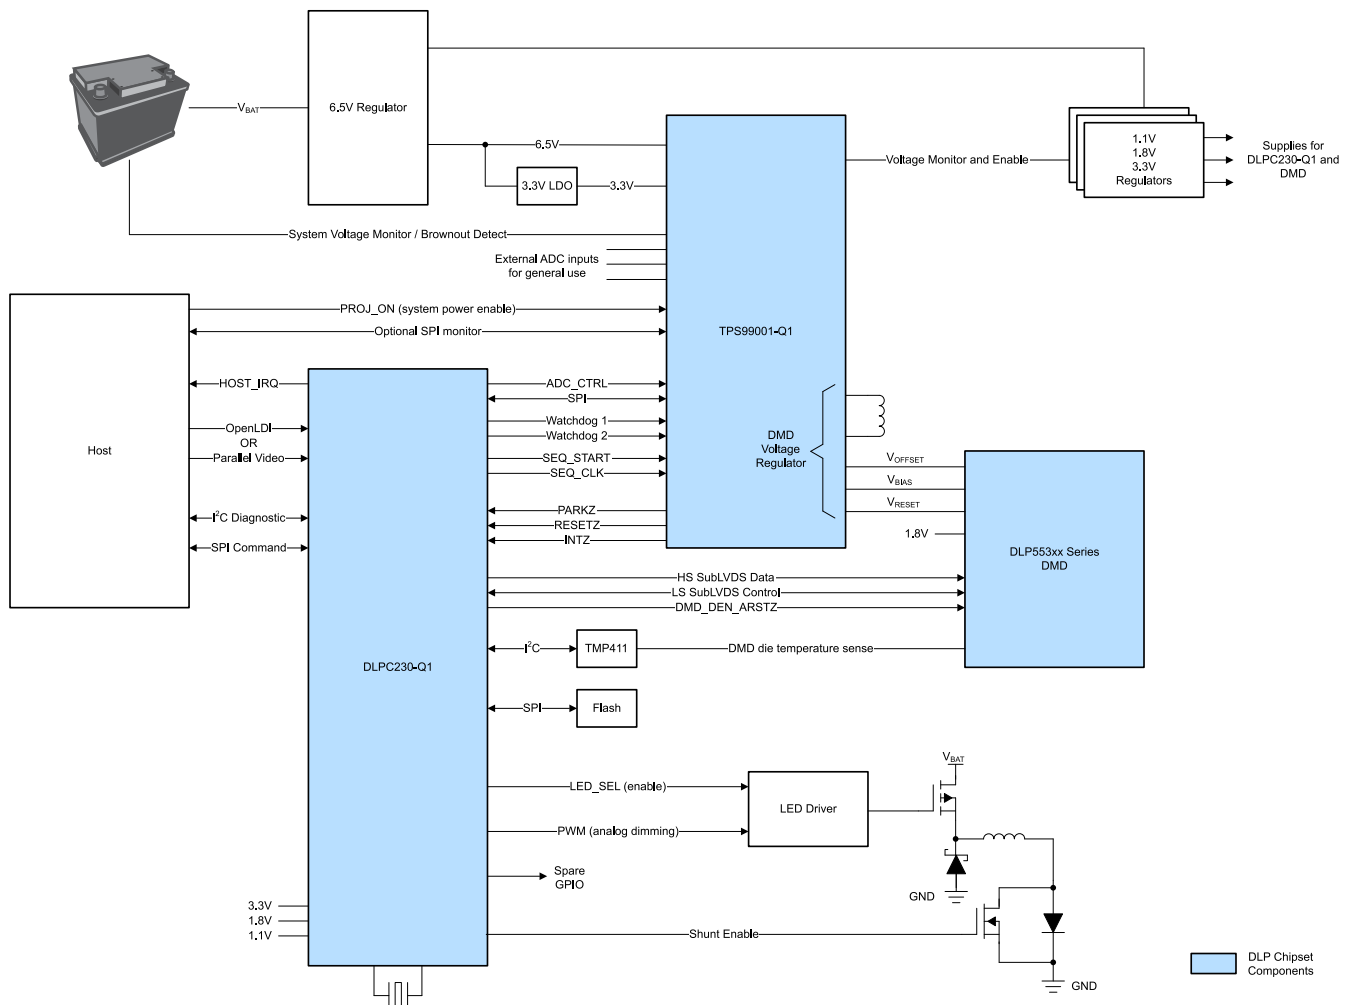 V_BAT
6.5V Regulator
6.5V
3.3V LDO
3.3V
System Voltage Monitor / Brownout Detect
External ADC inputs
for general use
Voltage Monitor and Enable
1.1V
1.8V
3.3V
Regulators
Supplies for
DLPC230-Q1 and
DMD
PROJ_ON (system power enable)
Optional SPI monitor
TPS99001-Q1
Host
HOST_IRQ
OpenLDI
OR
Parallel Video
I²C Diagnostic
SPI Command
ADC_CTRL
SPI
Watchdog 1
Watchdog 2
SEQ_START
SEQ_CLK
PARKZ
RESETZ
INTZ
DMD
Voltage
Regulator
V_OFFSET
V_BIAS
V_RESET
1.8V
DLP553xx Series
DMD
HS SubLVDS Data
LS SubLVDS Control
DMD_DEN_ARSTZ
DLPC230-Q1
I²C
TMP411
DMD die temperature sense
SPI
Flash
LED_SEL (enable)
PWM (analog dimming)
LED Driver
V_BAT
GND
Spare
GPIO
3.3V
1.8V
1.1V
Shunt Enable
GND
DLP Chipset
Components